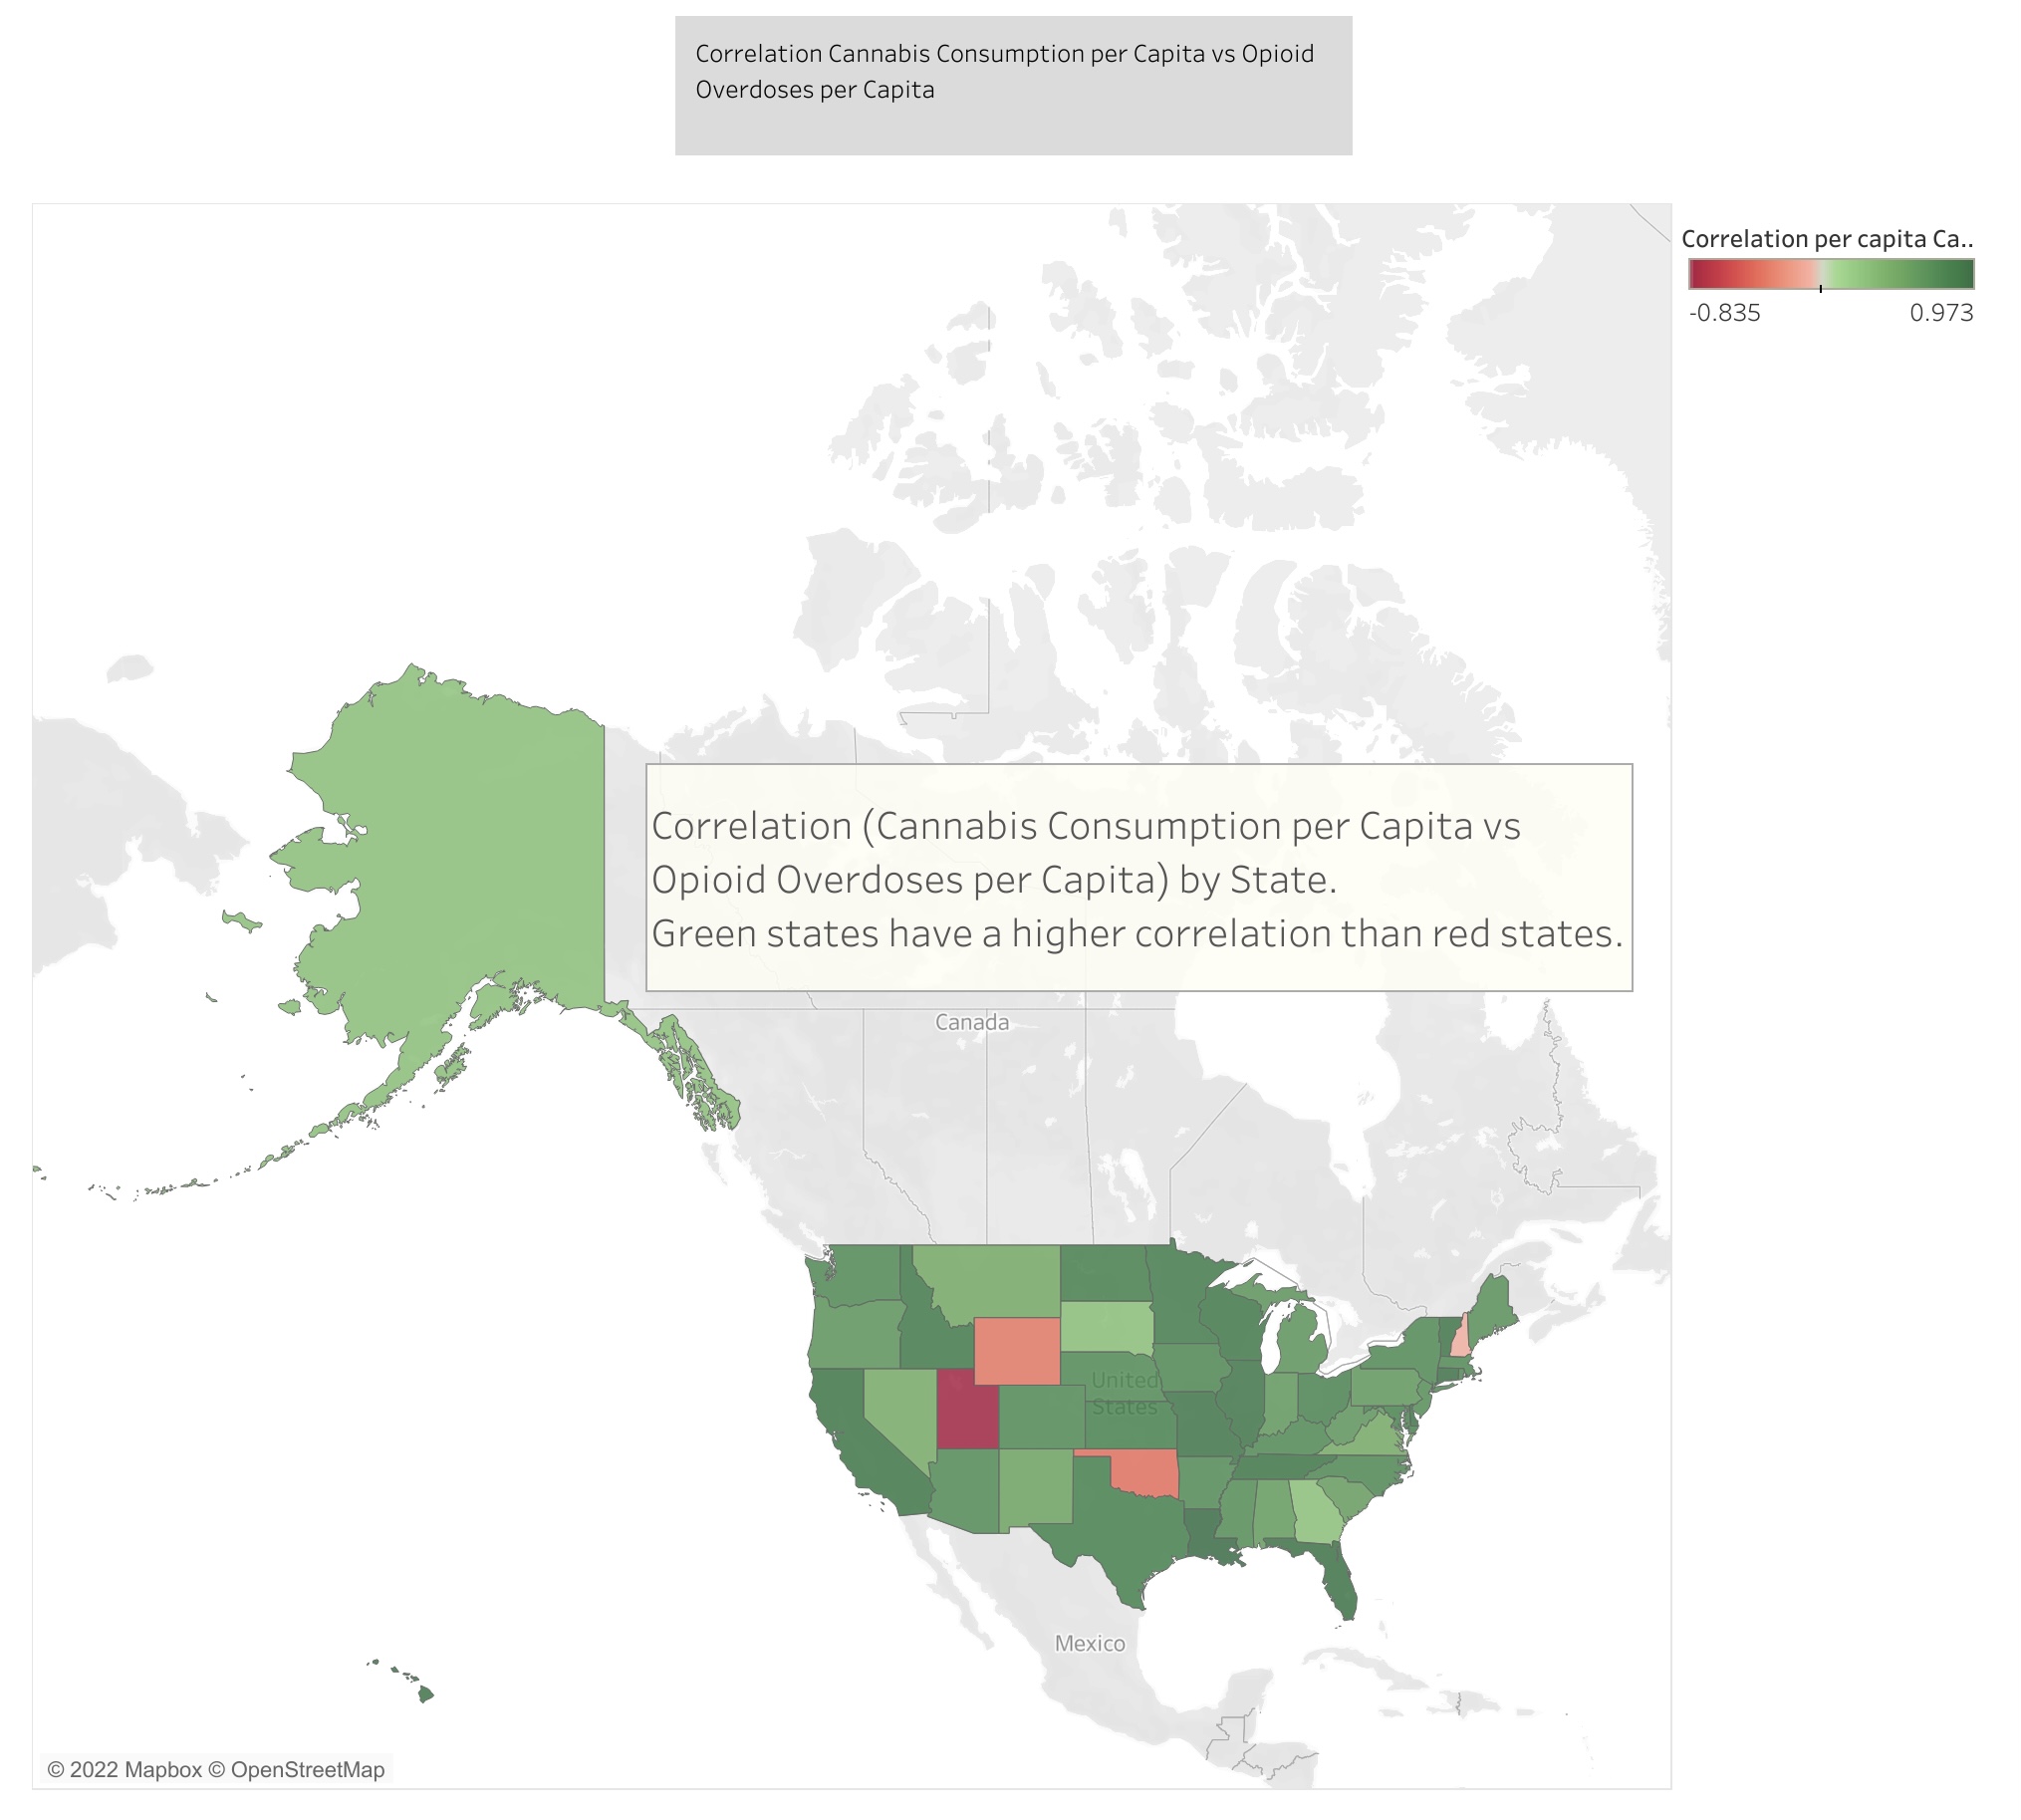 Correlation Cannabis Consumption per Capita vs Opioid
Overdoses per Capita
Correlation per capita Ca..
-0.835
0.973
Correlation (Cannabis Consumption per Capita vs
Opioid Overdoses per Capita) by State.
Green states have a higher correlation than red states.
Canada
United
States
Mexico
© 2022 Mapbox © OpenStreetMap